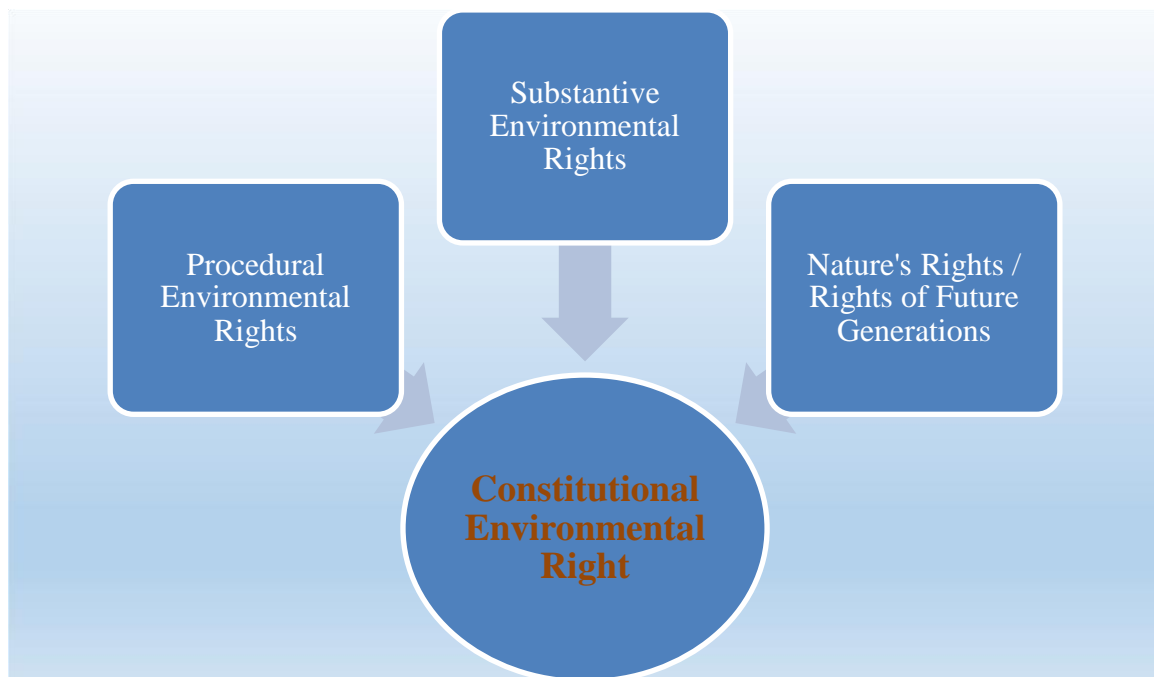 Substantive
Environmental
Rights
Procedural
Environmental
Rights
Nature's Rights /
Rights of Future
Generations
Constitutional
Environmental
Right